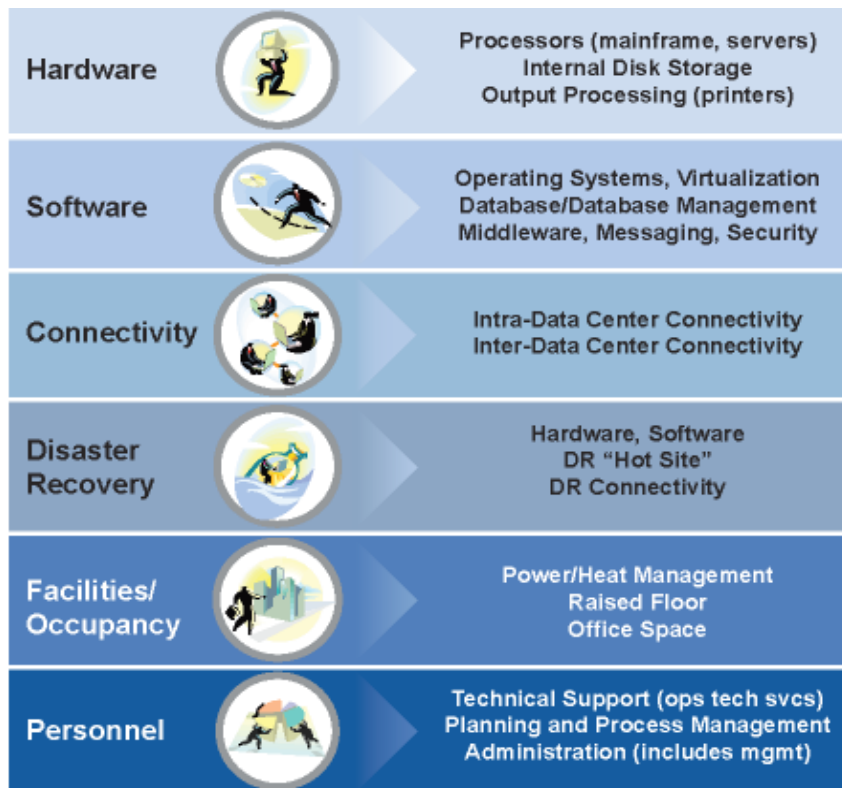 Hardware
Processors (mainframe, servers)
Internal Disk Storage
Output Processing (printers)
Software
Operating Systems, Virtualization
Database/Database Management
Middleware, Messaging, Security
Connectivity
Intra-Data Center Connectivity
Inter-Data Center Connectivity
Disaster
Recovery
Hardware, Software
DR “Hot Site”
DR Connectivity
Facilities/
Occupancy
Power/Heat Management
Raised Floor
Office Space
Personnel
Technical Support (ops tech svcs)
Planning and Process Management
Administration (includes mgmt)